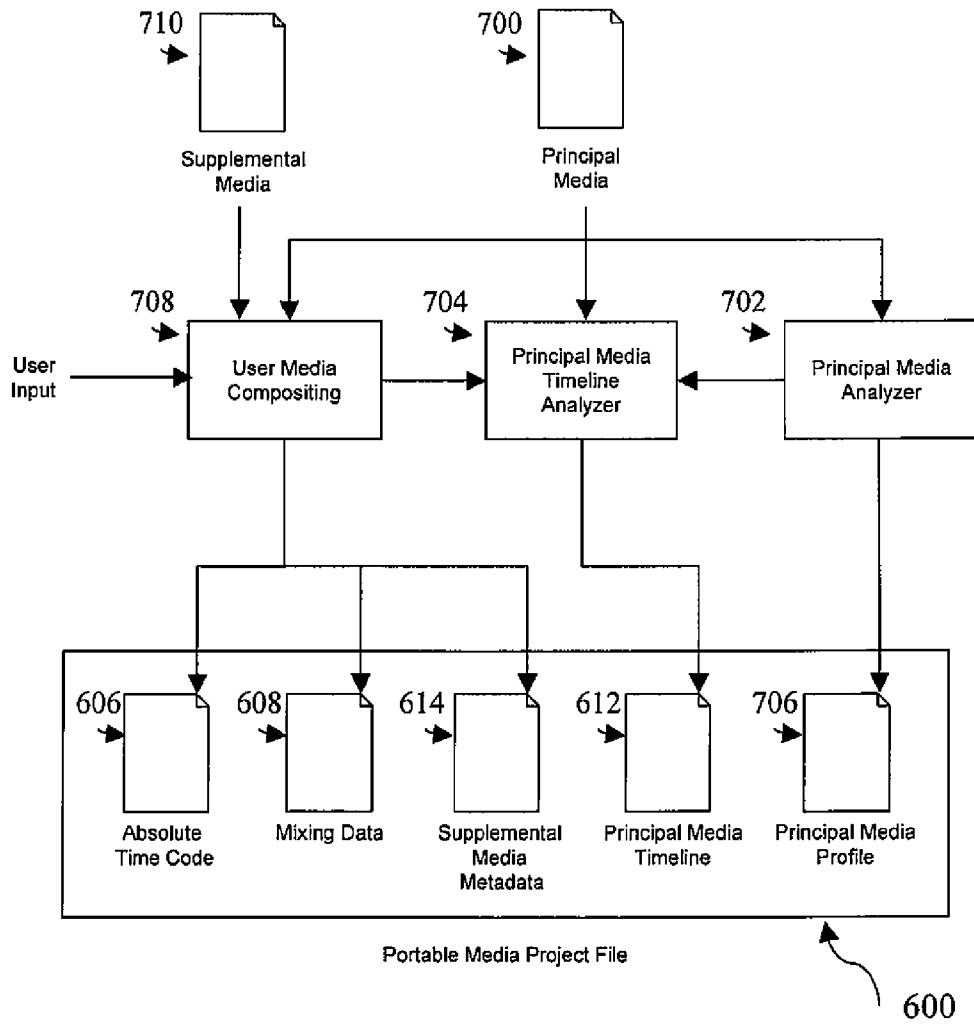 710
700
Supplemental
Media
Principal
Media
708
704
702
User
Input
User Media
Compositing
Principal Media
Timeline
Analyzer
Principal Media
Analyzer
606
608
614
612
706
Absolute
Time Code
Mixing Data
Supplemental
Media
Metadata
Principal Media
Timeline
Principal Media
Profile
Portable Media Project File
600